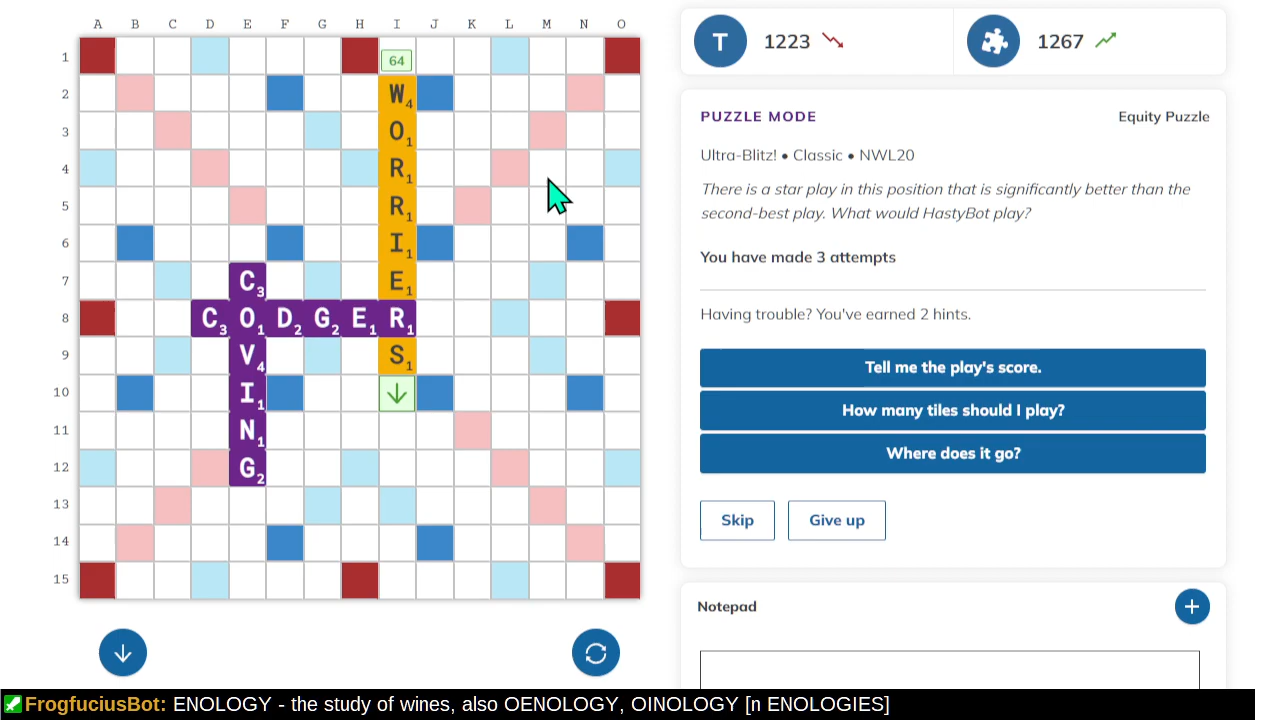 A B C D E F G H I J K L M N O
T 1223 1267
1 64
2 W4
3 O1
4 R1
5 R1
6 I1
7 C3 E1
8 C3 O1 D2 G2 E1 R1
9 V4 S1
10 I1
11 N1
12 G2
13
14
15
PUZZLE MODE Equity Puzzle
Ultra-Blitz! • Classic • NWL20
There is a star play in this position that is significantly better than the
second-best play. What would HastyBot play?
You have made 3 attempts
Having trouble? You've earned 2 hints.
Tell me the play's score.
How many tiles should I play?
Where does it go?
Skip Give up
Notepad
FrogfuciusBot: ENOLOGY - the study of wines, also OENOLOGY, OINOLOGY [n ENOLOGIES]